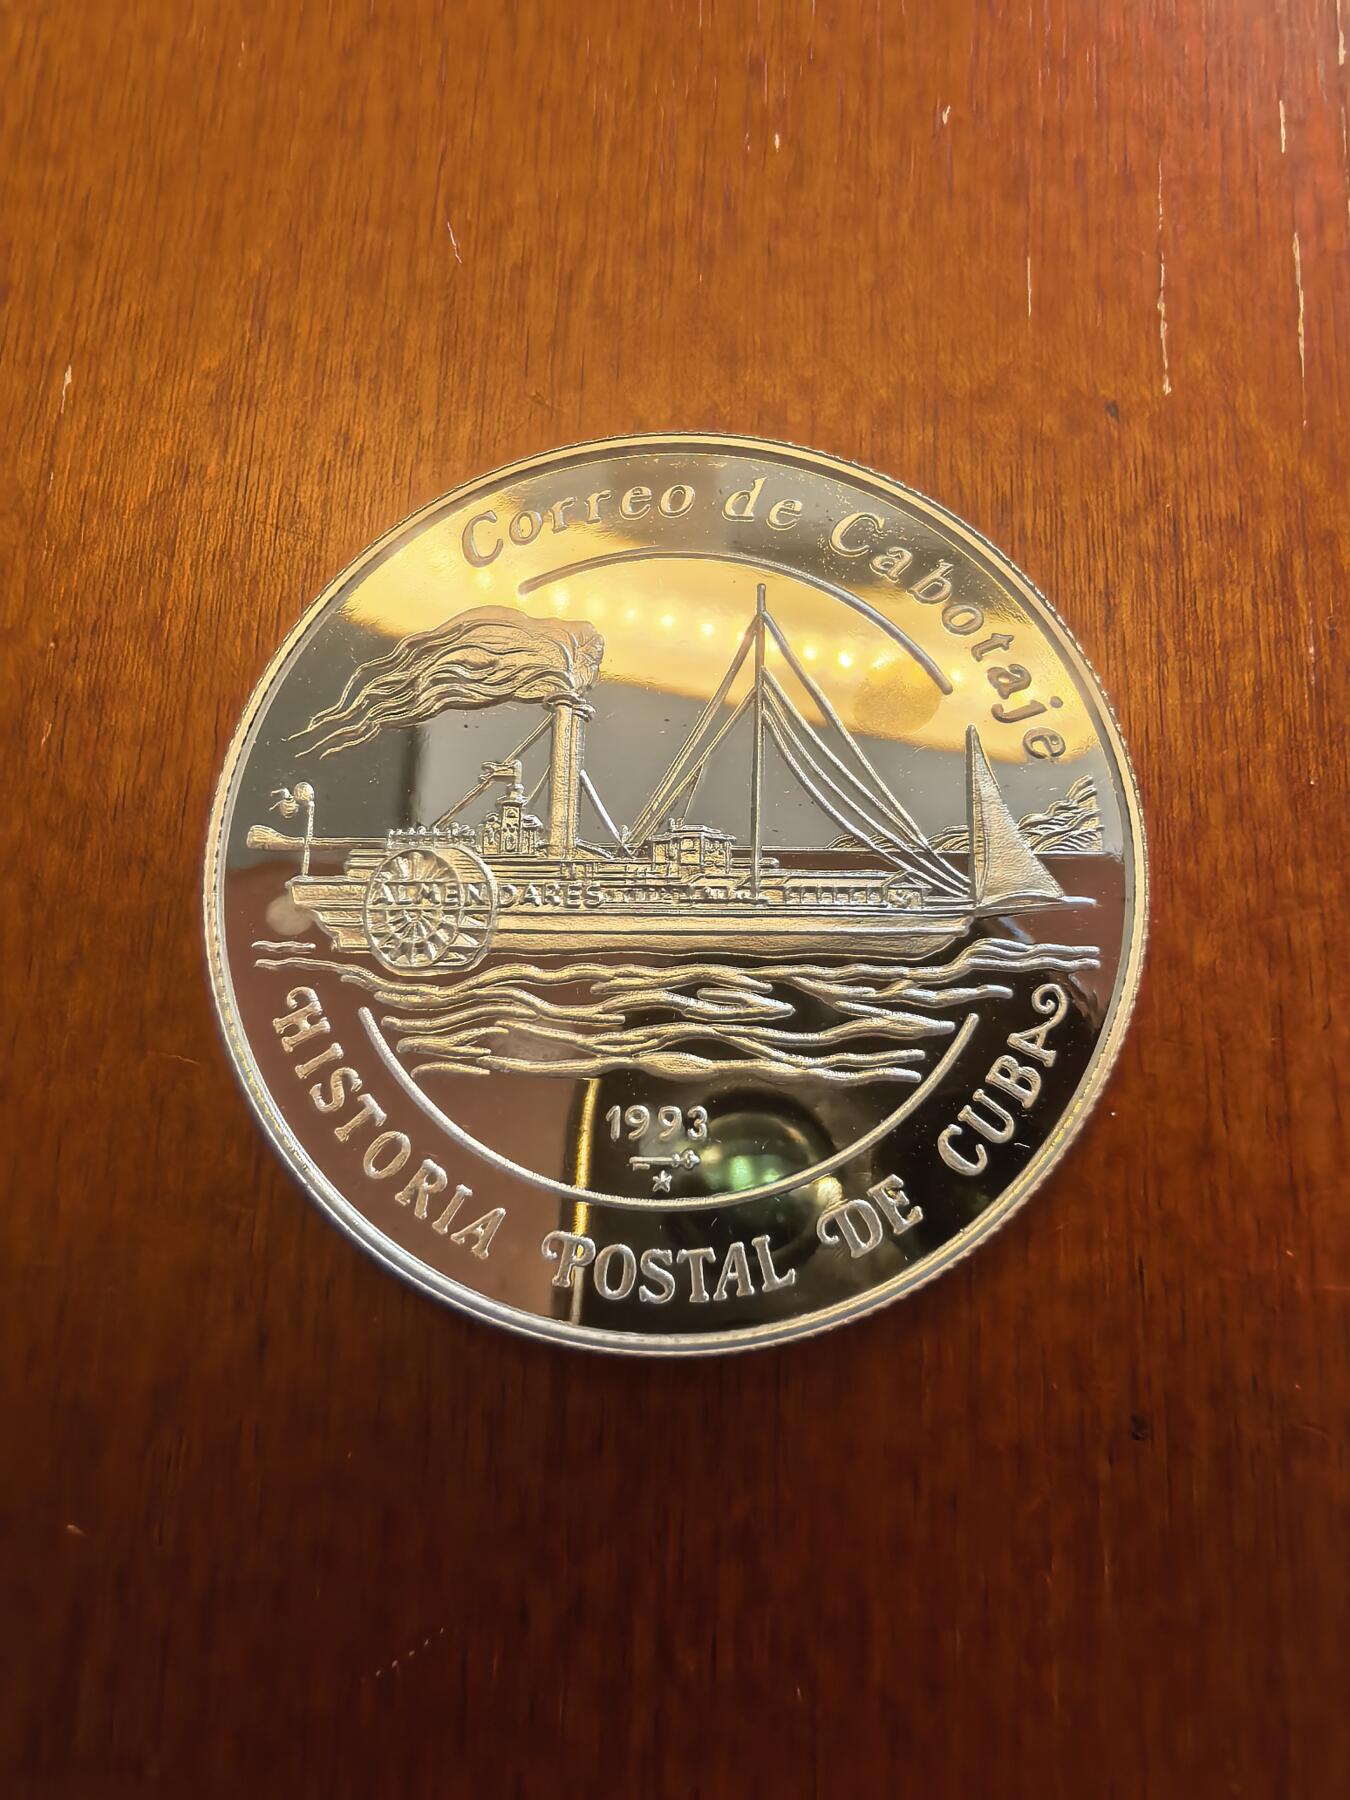 Correo de Cabotaje
ALMENDARES
1993
HISTORIA POSTAL DE CUBA